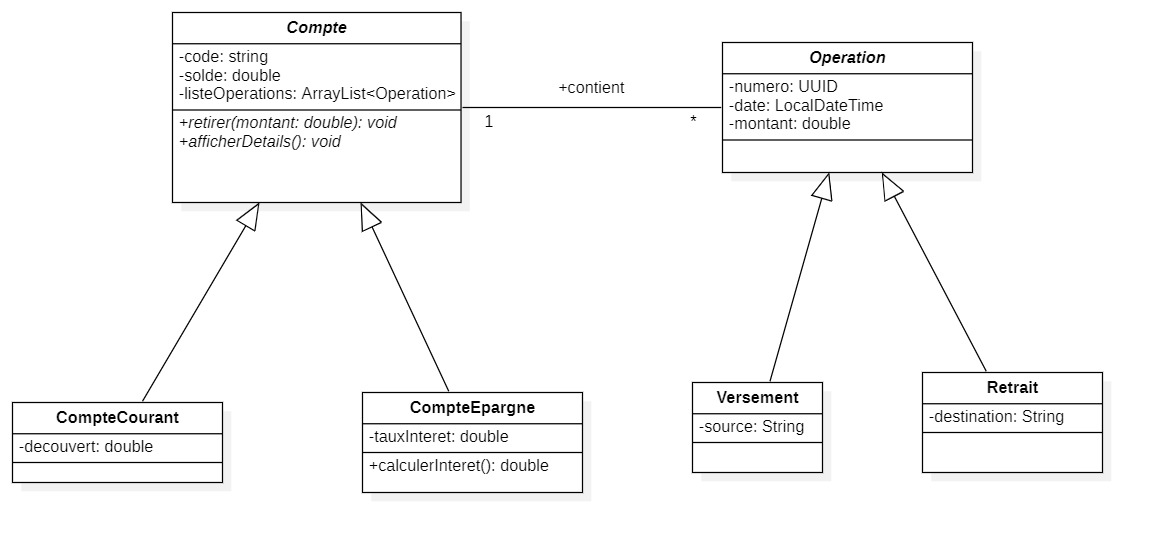 Compte
-code: string
-solde: double
-listeOperations: ArrayList<Operation>
+retirer(montant: double): void
+afficherDetails(): void
+contient
1
*
Operation
-numero: UUID
-date: LocalDateTime
-montant: double
CompteCourant
-decouvert: double
CompteEpargne
-tauxInteret: double
+calculerInteret(): double
Versement
-source: String
Retrait
-destination: String